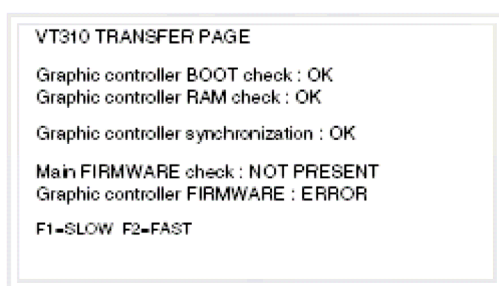 VT310 TRANSFER PAGE
Graphic controller BOOT check : OK
Graphic controller RAM check : OK
Graphic controller synchronization : OK
Main FIRMWARE check : NOT PRESENT
Graphic controller FIRMWARE : ERROR
F1=SLOW F2=FAST